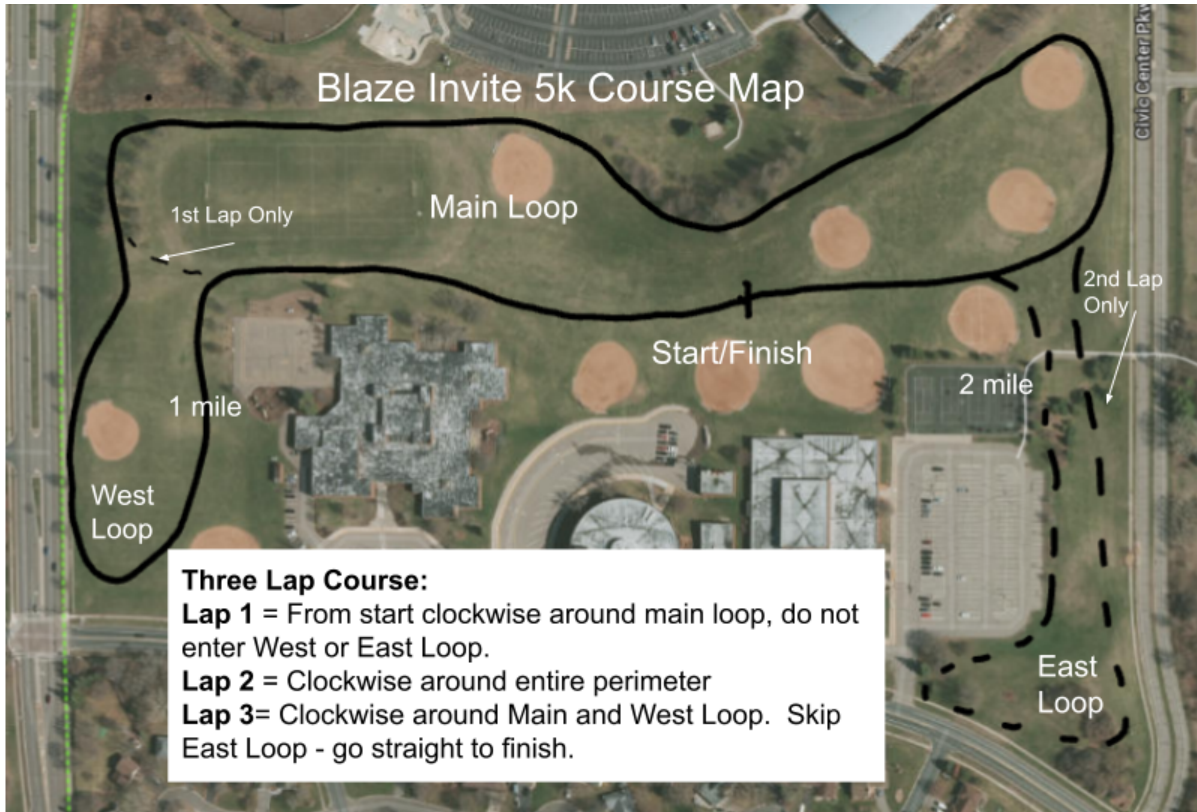 Blaze Invite 5k Course Map
Civic Center Pkw
1st Lap Only
Main Loop
2nd Lap
Only
Start/Finish
1 mile
2 mile
West
Loop
Three Lap Course:
Lap 1 = From start clockwise around main loop, do not
enter West or East Loop.
Lap 2 = Clockwise around entire perimeter
Lap 3= Clockwise around Main and West Loop.  Skip
East Loop - go straight to finish.
East
Loop